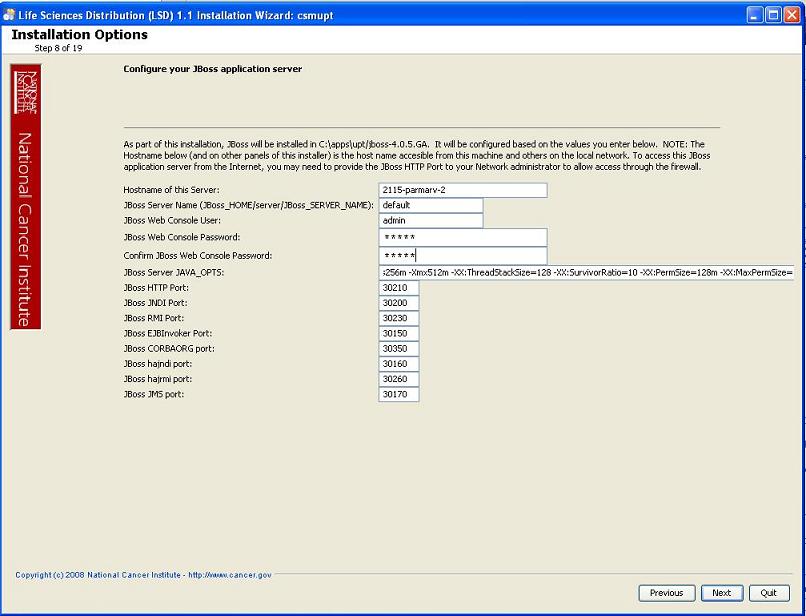 Life Sciences Distribution (LSD) 1.1 Installation Wizard: csmupt
Installation Options
Step 8 of 19
NATIONAL
CANCER
INSTITUTE
National Cancer Institute
Configure your JBoss application server
As part of this installation, JBoss will be installed in C:\apps\upt/jboss-4.0.5.GA. It will be configured based on the values you enter below. NOTE: The
Hostname below (and on other panels of this installer) is the host name accesible from this machine and others on the local network. To access this JBoss
application server from the Internet, you may need to provide the JBoss HTTP Port to your Network administrator to allow access through the firewall.
Hostname of this Server: 2115-parmarv-2
JBoss Server Name (JBoss_HOME/server/JBoss_SERVER_NAME): default
JBoss Web Console User: admin
JBoss Web Console Password: *****
Confirm JBoss Web Console Password: *****
JBoss Server JAVA_OPTS: s256m -Xmx512m -XX:ThreadStackSize=128 -XX:SurvivorRatio=10 -XX:PermSize=128m -XX:MaxPermSize=
JBoss HTTP Port: 30210
JBoss JNDI Port: 30200
JBoss RMI Port: 30230
JBoss EJBInvoker Port: 30150
JBoss CORBAORG port: 30350
JBoss hajndi port: 30160
JBoss hajrmi port: 30260
JBoss JMS port: 30170
Copyright (c) 2008 National Cancer Institute - http://www.cancer.gov
Previous Next Quit